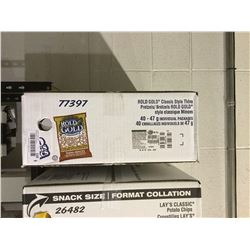 77397
ROLD GOLD® Classic Style Thins
Pretzels/Bretzels ROLD GOLD®
style classique Minces
40 - 47 g INDIVIDUAL PACKAGES
40 EMBALLAGES INDIVIDUELS DE 47 g
ROLD
GOLD
SNACK SIZE | FORMAT COLLATION
26482
LAY'S CLASSIC®
Potato Chips
Croustilles LAY'S®